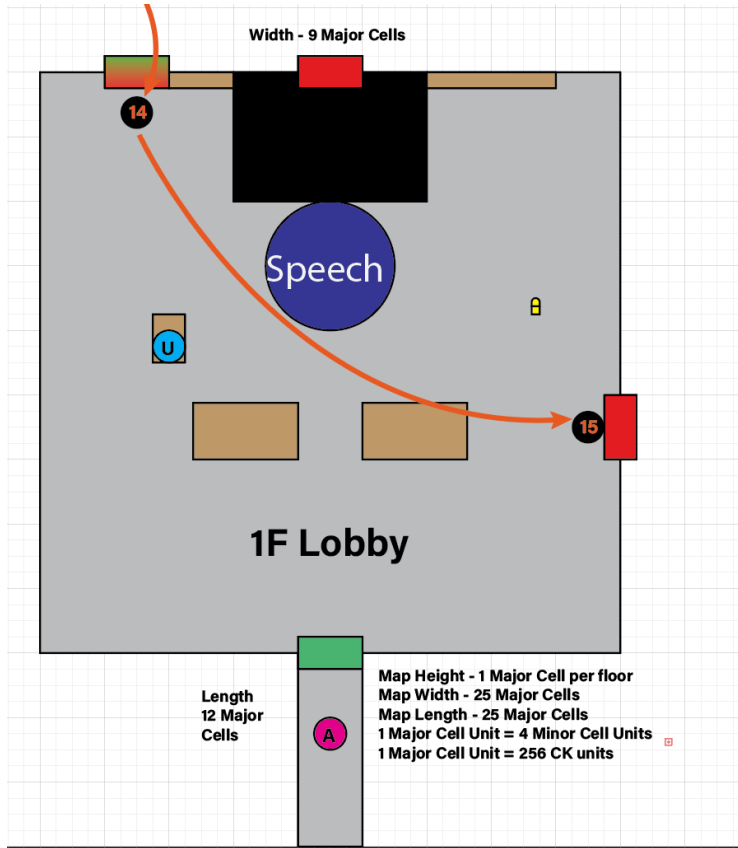 Width - 9 Major Cells
14
Speech
U
15
1F Lobby
Length
12 Major
Cells
A
Map Height - 1 Major Cell per floor
Map Width - 25 Major Cells
Map Length - 25 Major Cells
1 Major Cell Unit = 4 Minor Cell Units
1 Major Cell Unit = 256 CK units